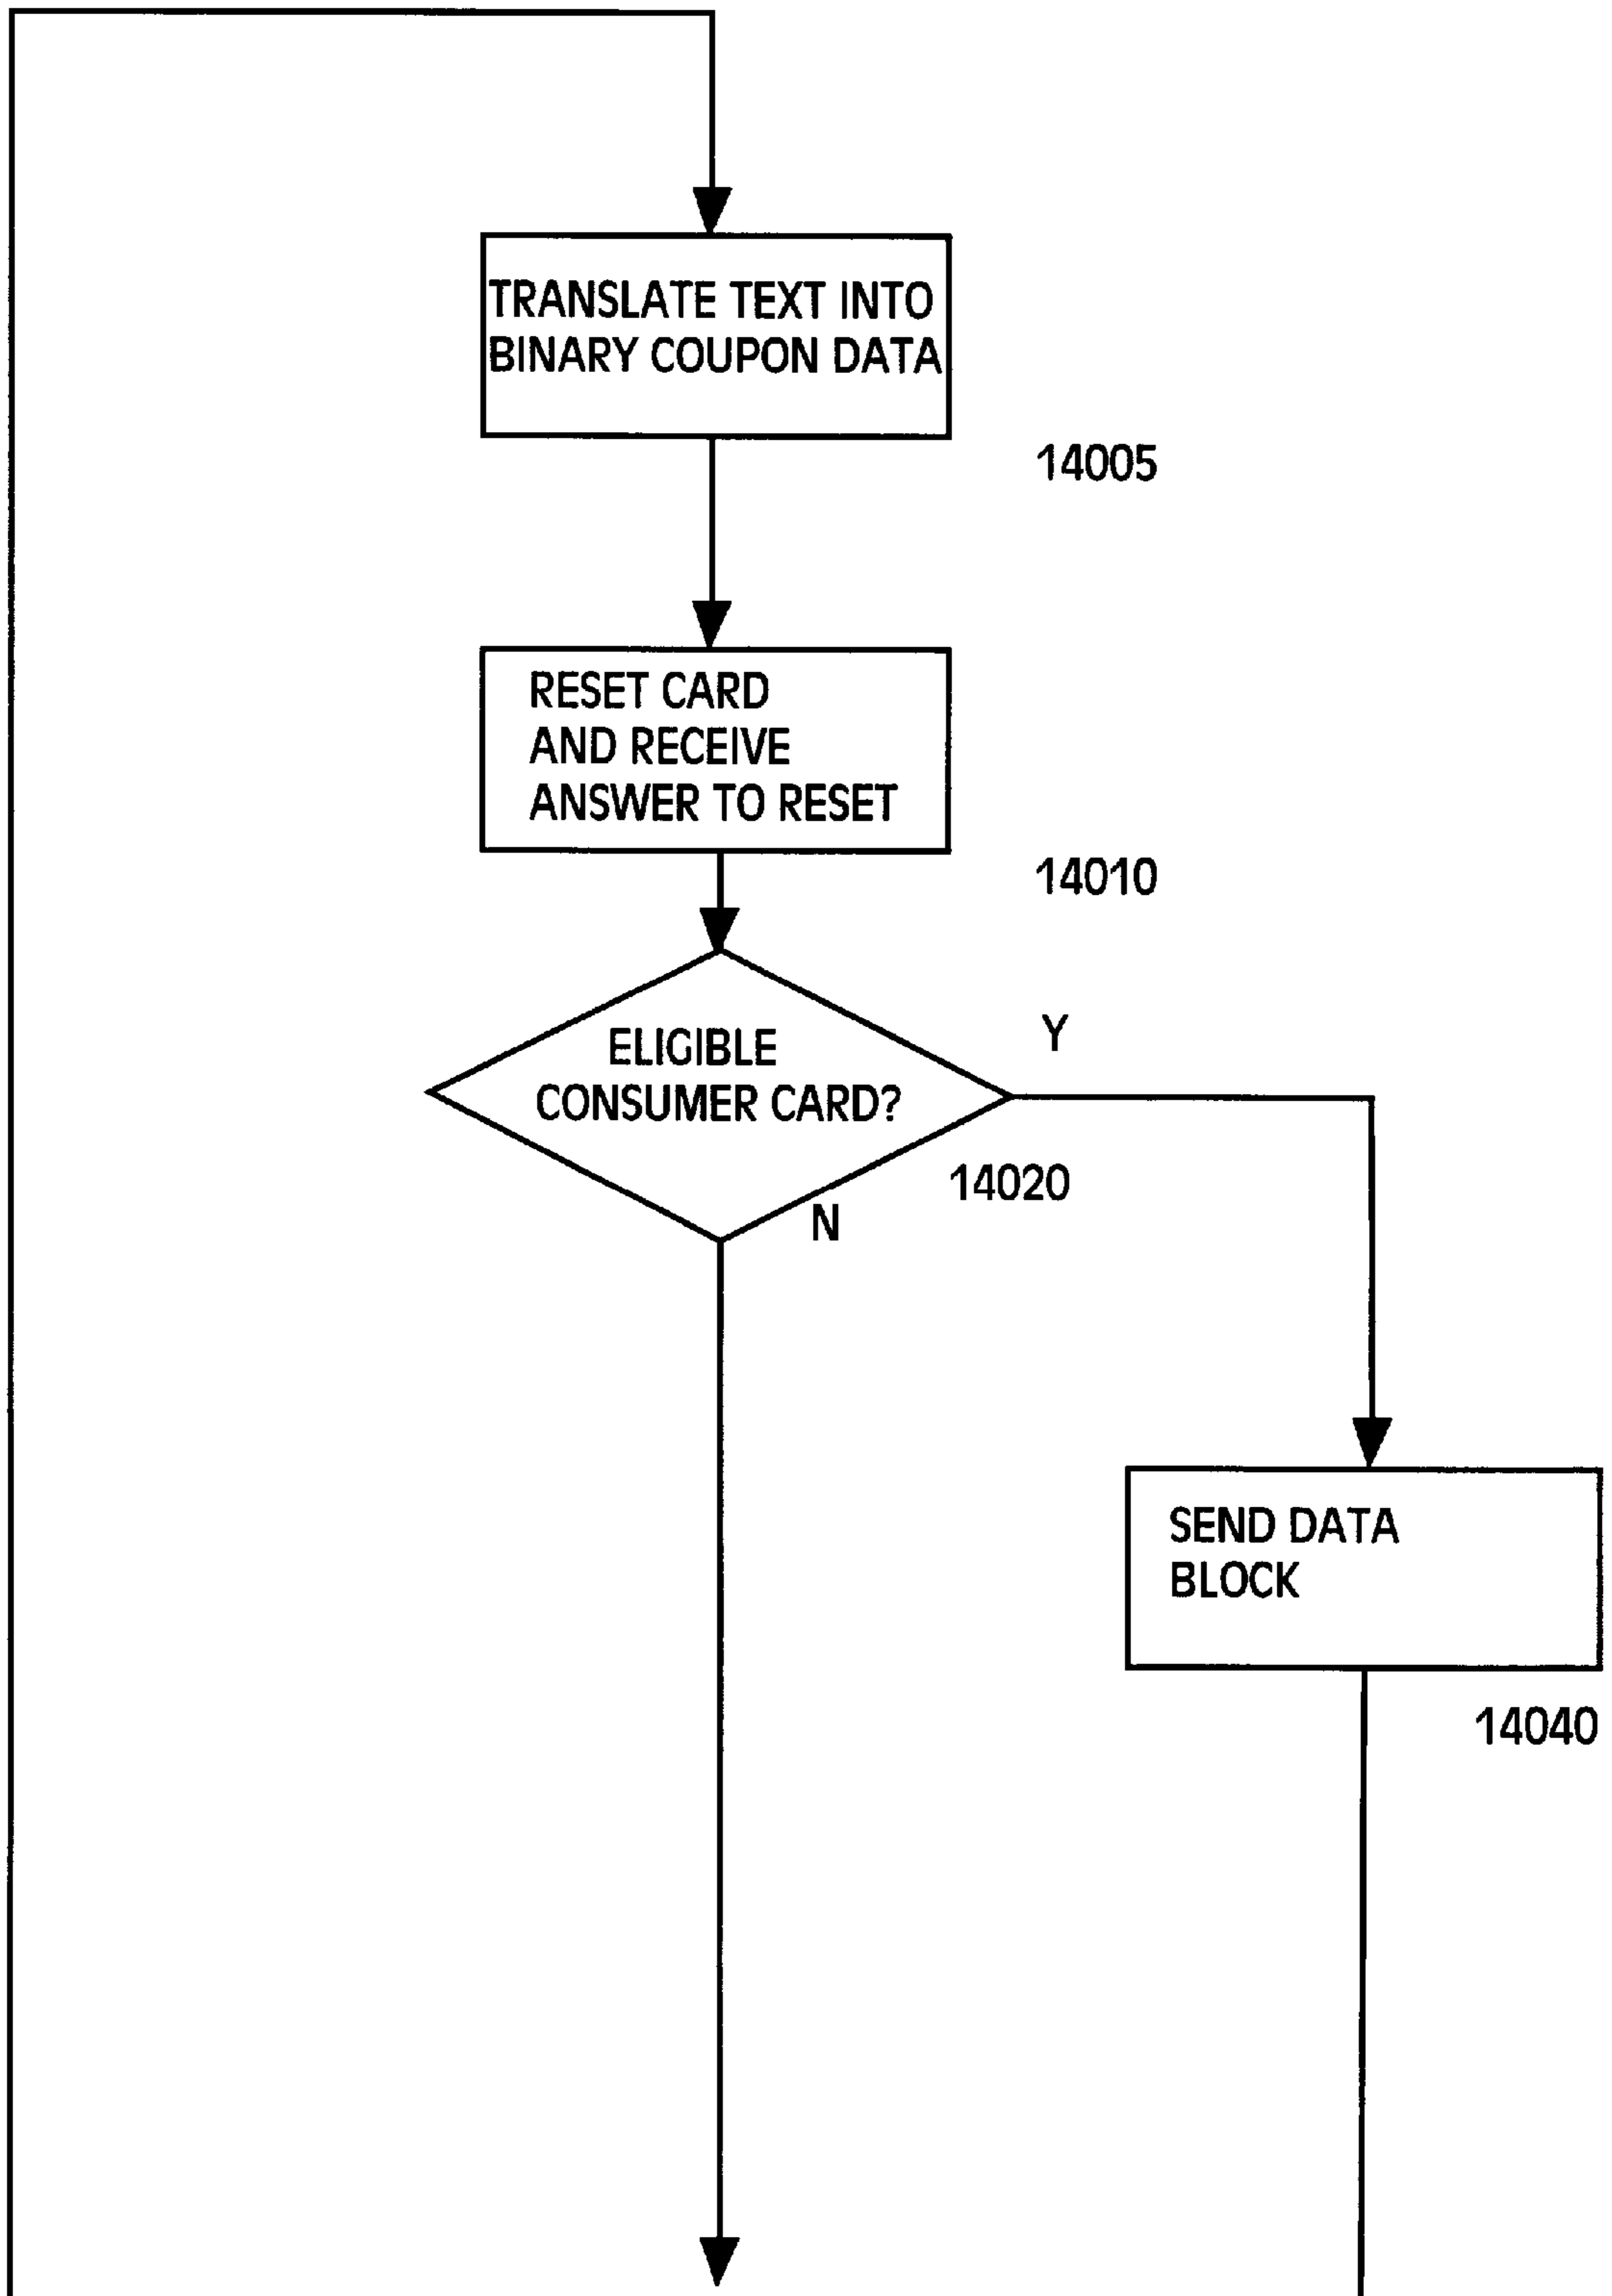 TRANSLATE TEXT INTO
BINARY COUPON DATA
14005
RESET CARD
AND RECEIVE
ANSWER TO RESET
14010
ELIGIBLE
CONSUMER CARD?
Y
14020
N
SEND DATA
BLOCK
14040